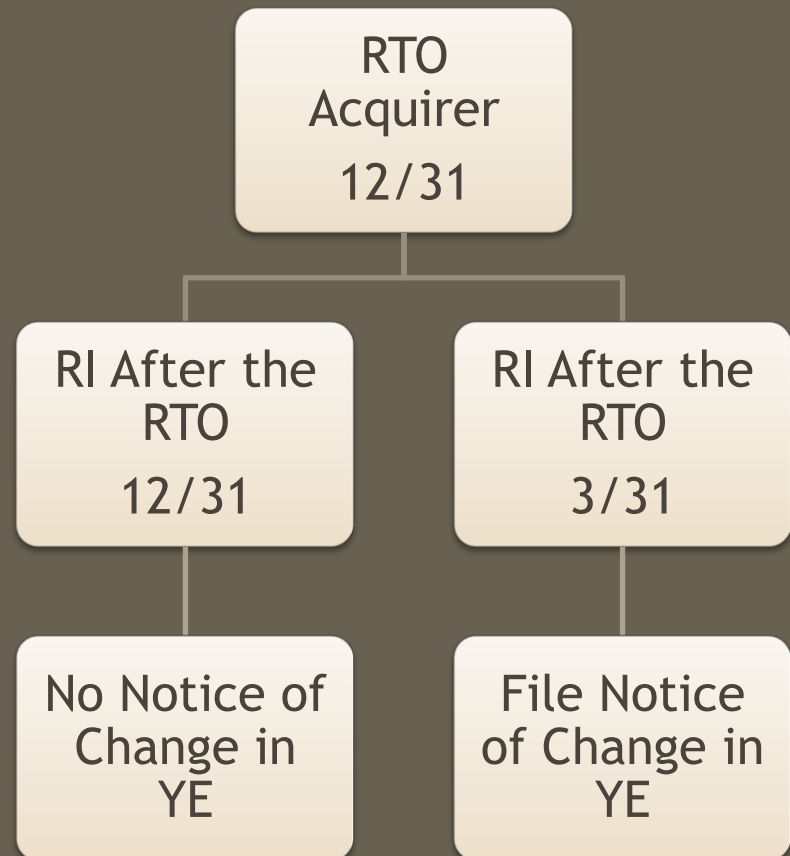 RTO
Acquirer
12/31
RI After the
RTO
12/31
RI After the
RTO
3/31
No Notice of
Change in
YE
File Notice
of Change in
YE